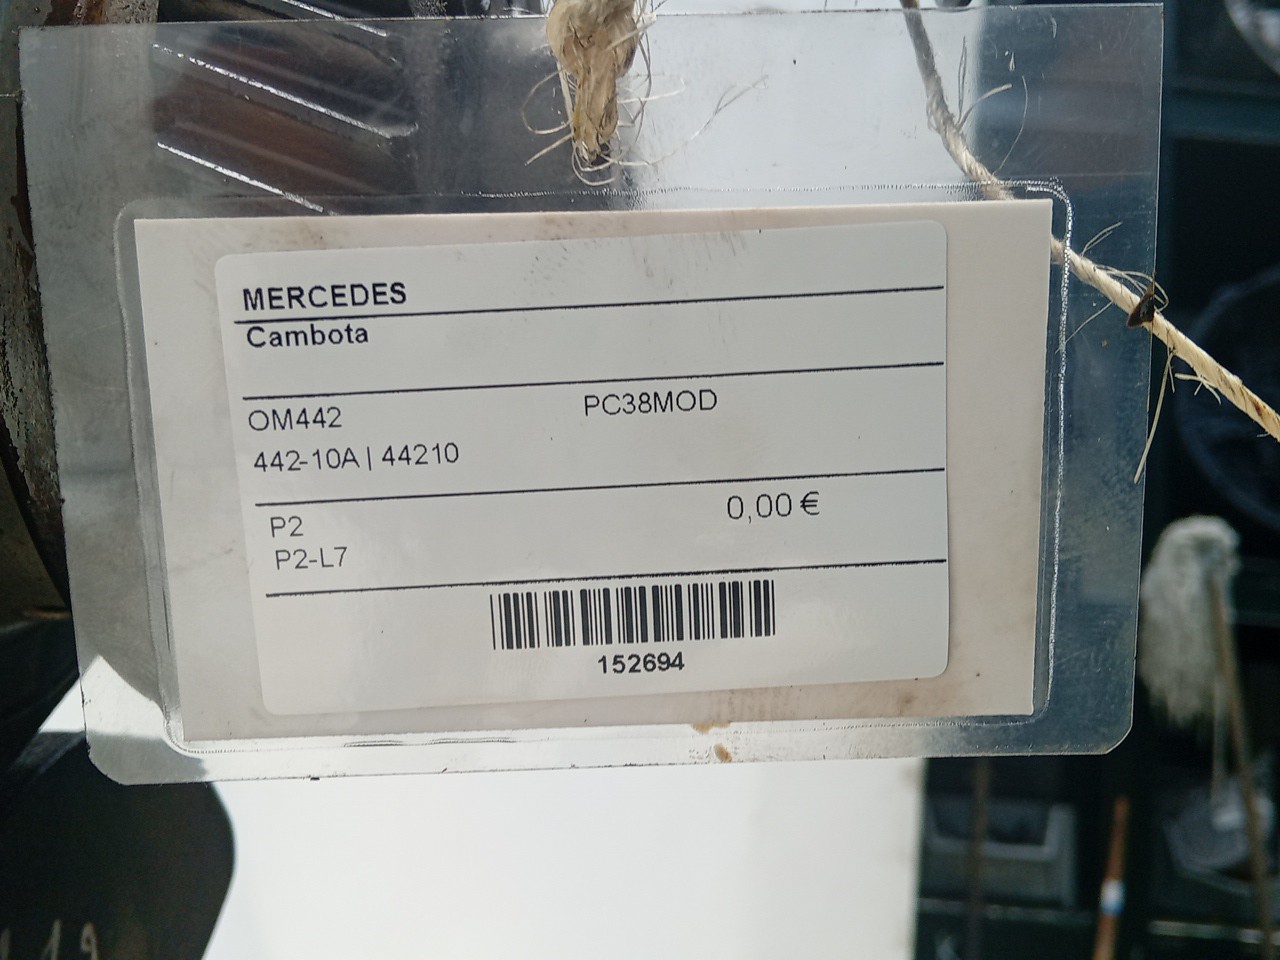 MERCEDES
Cambota
OM442 PC38MOD
442-10A | 44210
P2 0,00 €
P2-L7
152694